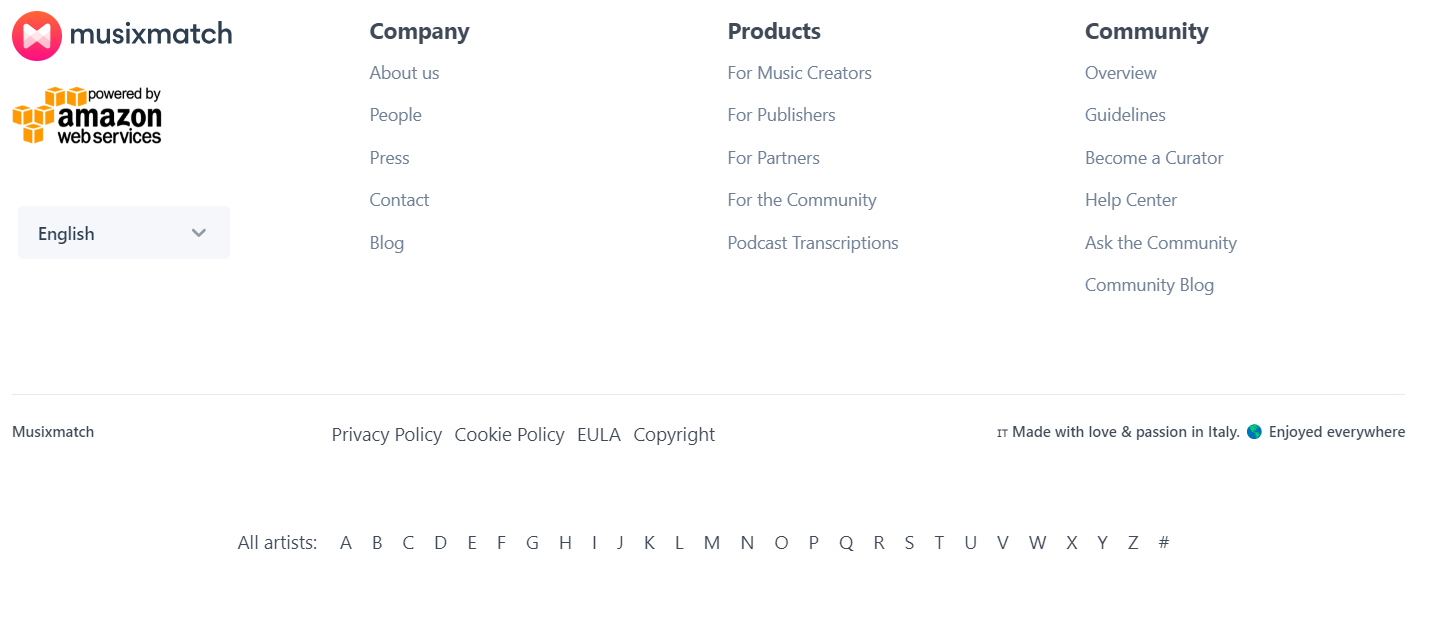 musixmatch
powered by
amazon
web services
English
Company
About us
People
Press
Contact
Blog
Products
For Music Creators
For Publishers
For Partners
For the Community
Podcast Transcriptions
Community
Overview
Guidelines
Become a Curator
Help Center
Ask the Community
Community Blog
Musixmatch
Privacy Policy Cookie Policy EULA Copyright
IT Made with love & passion in Italy. 🌎 Enjoyed everywhere
All artists: A B C D E F G H I J K L M N O P Q R S T U V W X Y Z #